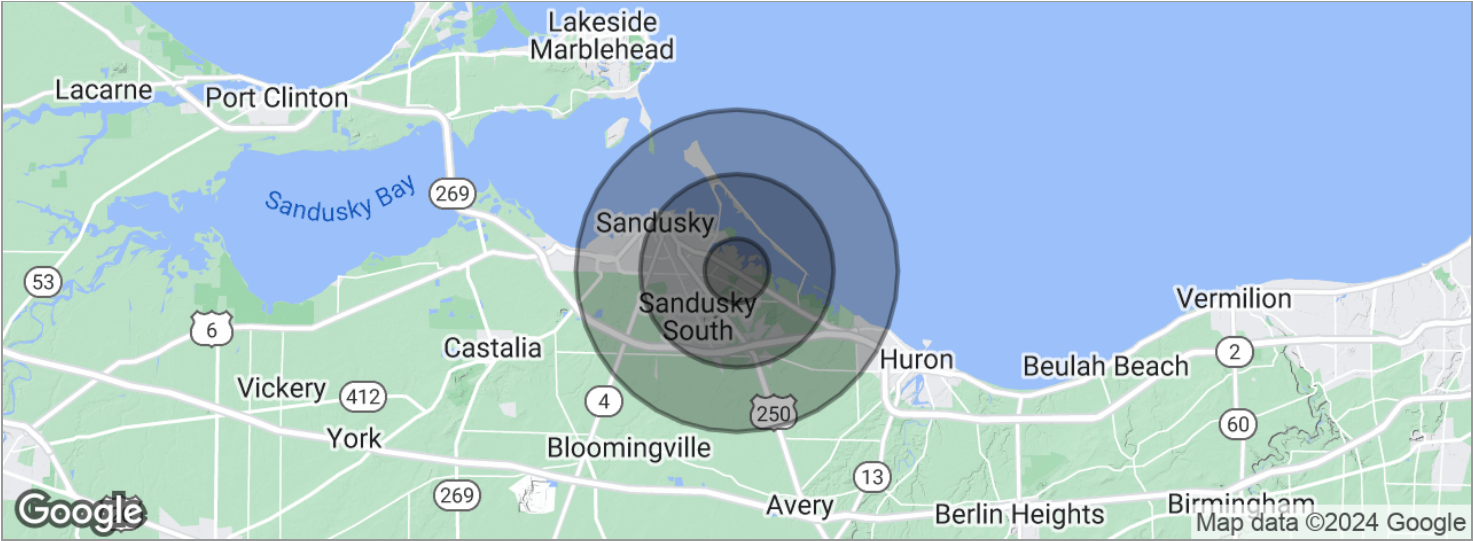 Lakeside
Marblehead
Lacarne
Port Clinton
Sandusky Bay
269
Sandusky
53
Sandusky
South
Vermilion
6
Castalia
Huron
2
Beulah Beach
Vickery
412
4
250
60
York
Bloomingville
13
269
Avery
Berlin Heights
Birmingham
Google
Map data ©2024 Google